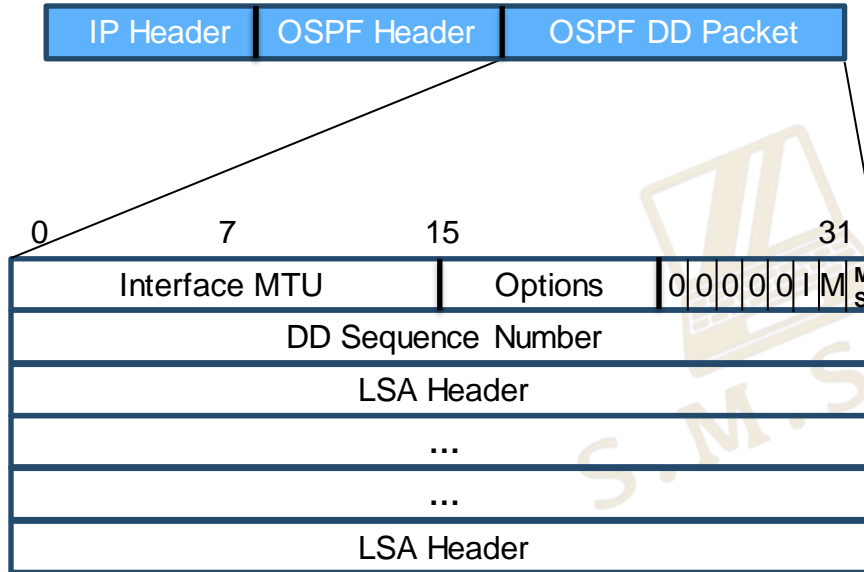 IP Header OSPF Header OSPF DD Packet
0 7 15 31
Interface MTU Options 0 0 0 0 0 I M M
S
DD Sequence Number
LSA Header
...
...
LSA Header
S.M.S